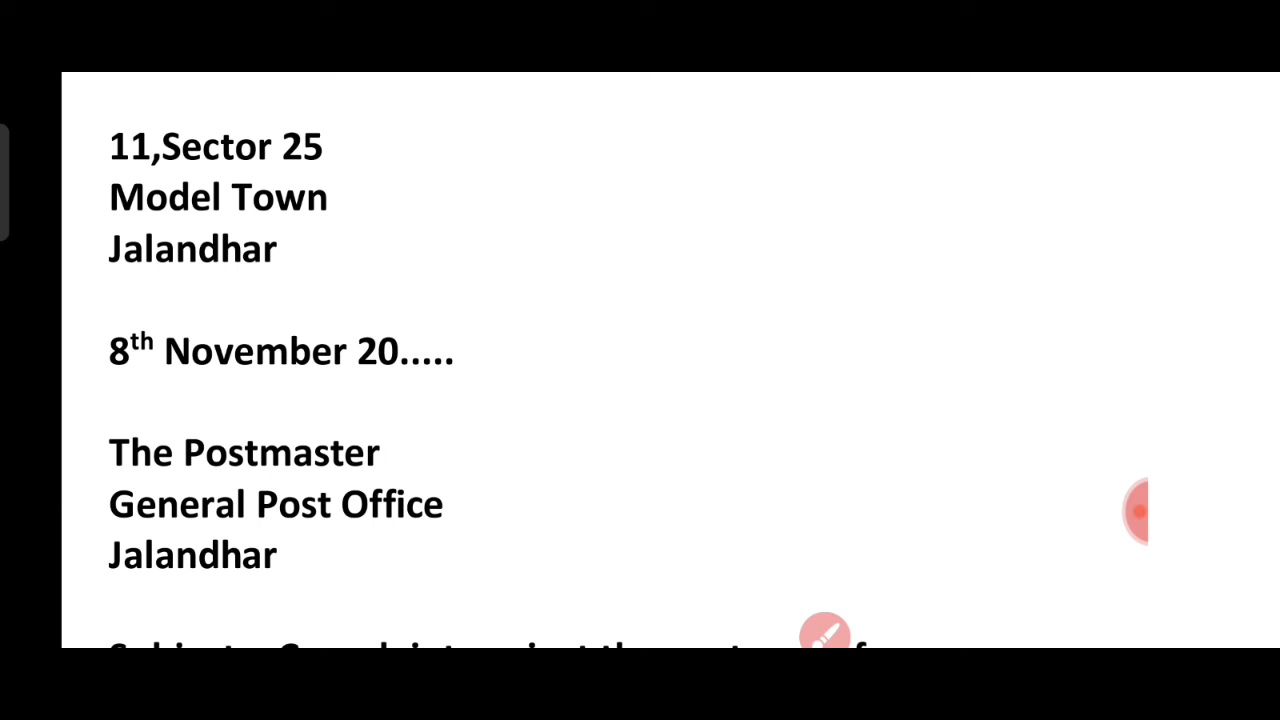 11,Sector 25
Model Town
Jalandhar
8th November 20.....
The Postmaster
General Post Office
Jalandhar